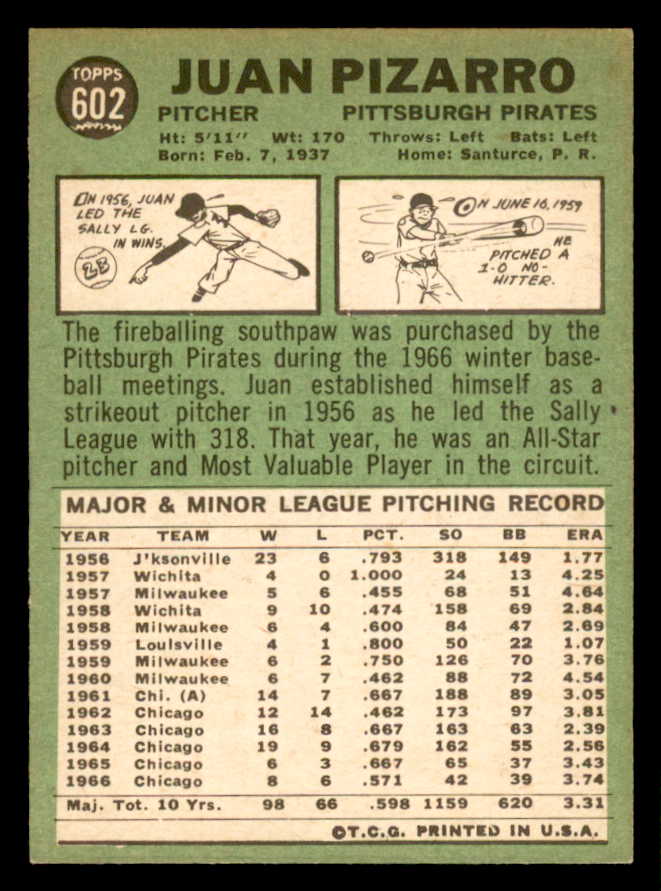 TOPPS
602
JUAN PIZARRO
PITCHER PITTSBURGH PIRATES
Ht: 5'11" Wt: 170 Throws: Left Bats: Left
Born: Feb. 7, 1937 Home: Santurce, P. R.
ON 1956, JUAN
LED THE
SALLY LG.
IN WINS.
23
ON JUNE 16, 1959
HE
PITCHED A
1-0 NO-
HITTER.
The fireballing southpaw was purchased by the
Pittsburgh Pirates during the 1966 winter base-
ball meetings. Juan established himself as a
strikeout pitcher in 1956 as he led the Sally
League with 318. That year, he was an All-Star
pitcher and Most Valuable Player in the circuit.
MAJOR & MINOR LEAGUE PITCHING RECORD
YEAR TEAM W L PCT. SO BB ERA
1956 J'ksonville 23 6 .793 318 149 1.77
1957 Wichita 4 0 1.000 24 13 4.25
1957 Milwaukee 5 6 .455 68 51 4.64
1958 Wichita 9 10 .474 158 69 2.84
1958 Milwaukee 6 4 .600 84 47 2.69
1959 Louisville 4 1 .800 50 22 1.07
1959 Milwaukee 6 2 .750 126 70 3.76
1960 Milwaukee 6 7 .462 88 72 4.54
1961 Chi. (A) 14 7 .667 188 89 3.05
1962 Chicago 12 14 .462 173 97 3.81
1963 Chicago 16 8 .667 163 63 2.39
1964 Chicago 19 9 .679 162 55 2.56
1965 Chicago 6 3 .667 65 37 3.43
1966 Chicago 8 6 .571 42 39 3.74
Maj. Tot. 10 Yrs. 98 66 .598 1159 620 3.31
©T.C.G. PRINTED IN U.S.A.